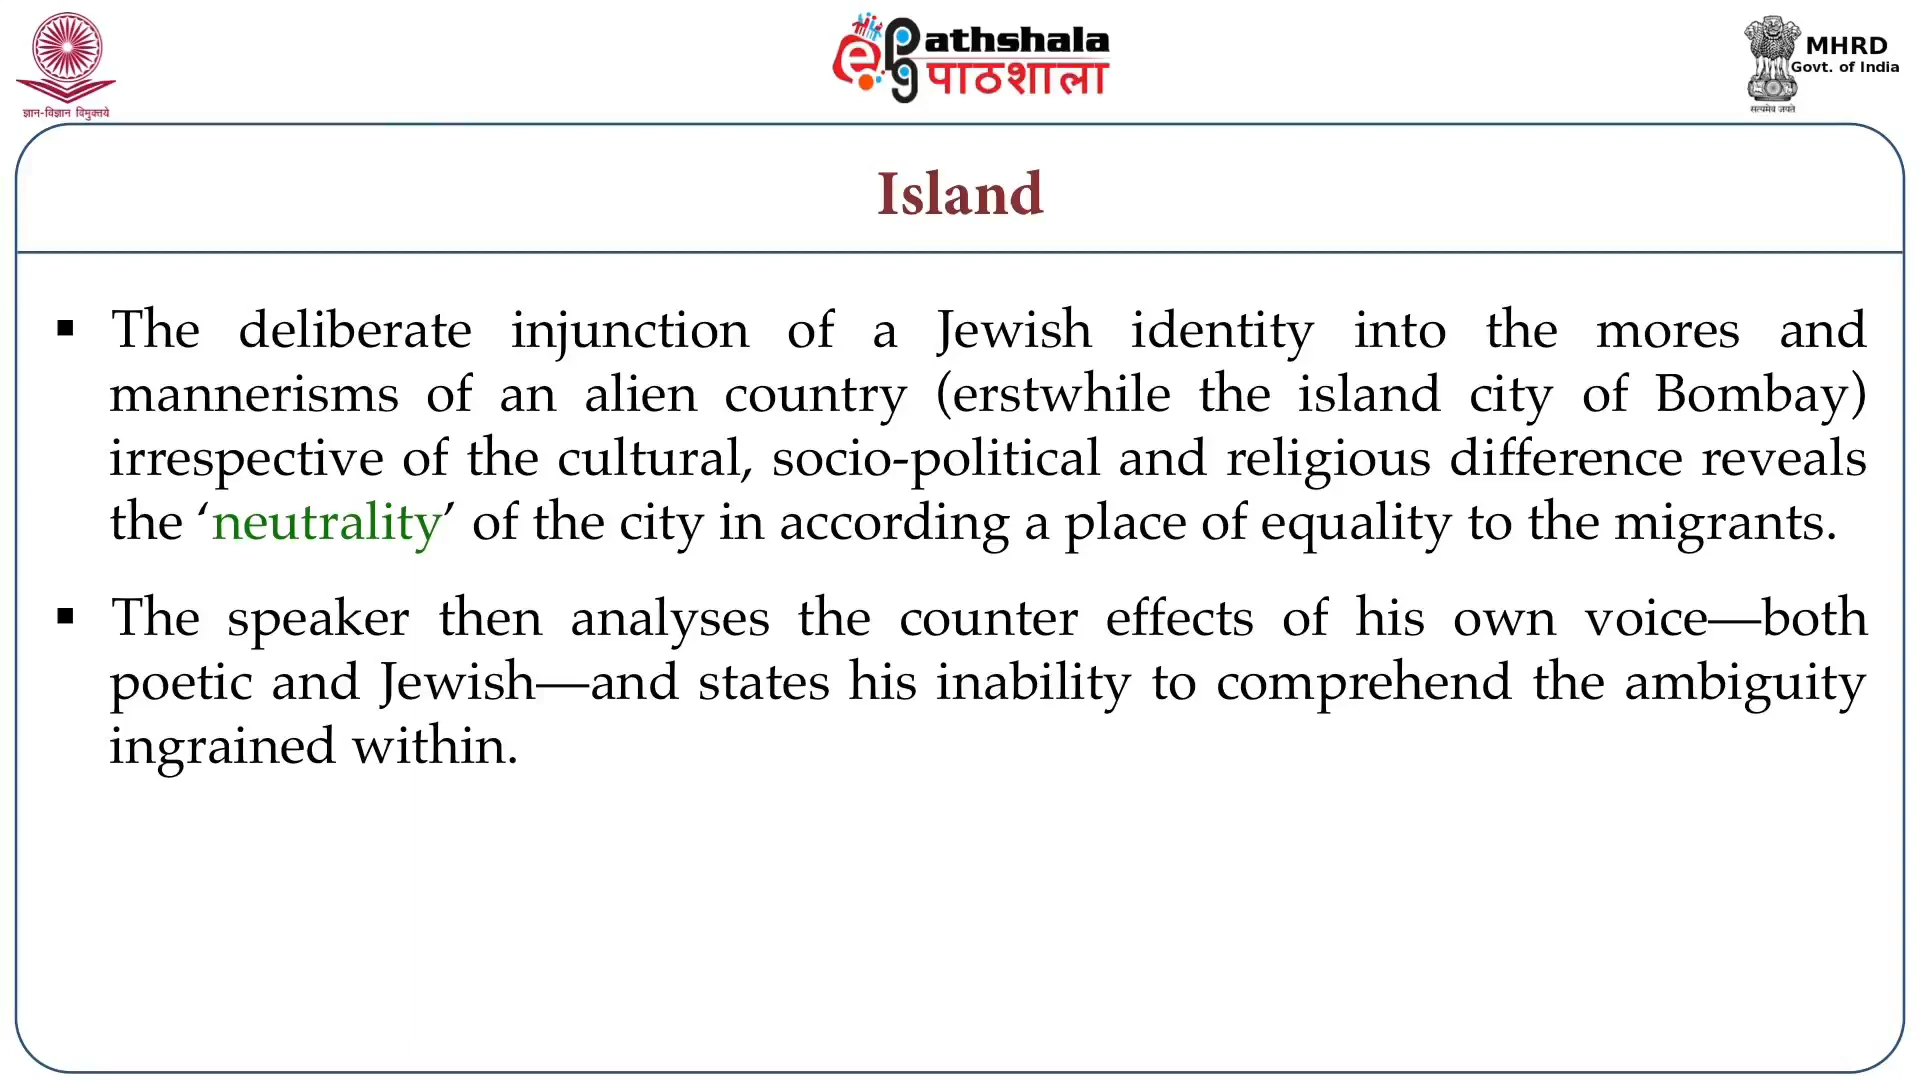 ज्ञान-विज्ञान विमुक्तये
ePG Pathshala
पाठशाला
MHRD
Govt. of India
सत्यमेव जयते
Island
▪ The deliberate injunction of a Jewish identity into the mores and
mannerisms of an alien country (erstwhile the island city of Bombay)
irrespective of the cultural, socio-political and religious difference reveals
the ‘neutrality’ of the city in according a place of equality to the migrants.
▪ The speaker then analyses the counter effects of his own voice—both
poetic and Jewish—and states his inability to comprehend the ambiguity
ingrained within.